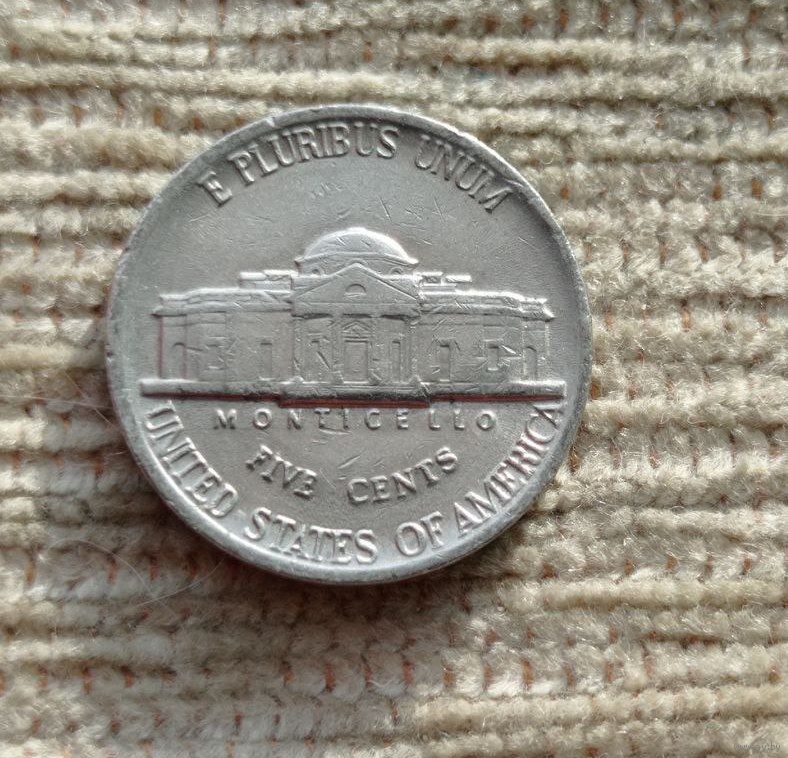 E PLURIBUS UNUM
MONTICELLO
FIVE CENTS
UNITED STATES OF AMERICA